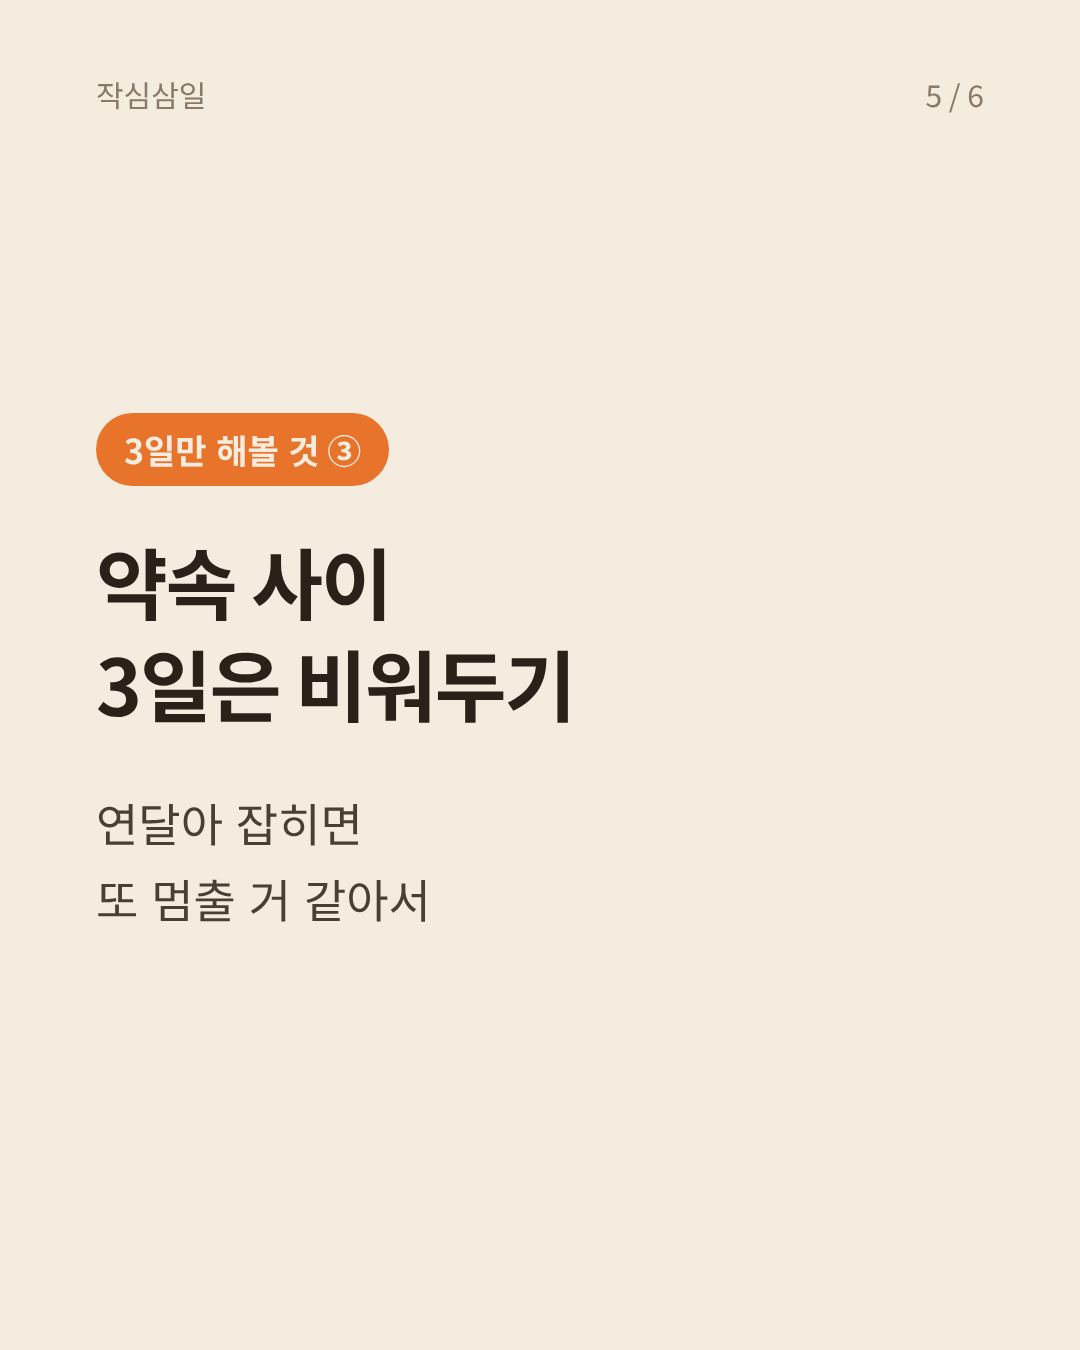 작심삼일
5 / 6
3일만 해볼 것 ③
약속 사이
3일은 비워두기
연달아 잡히면
또 멈출 거 같아서